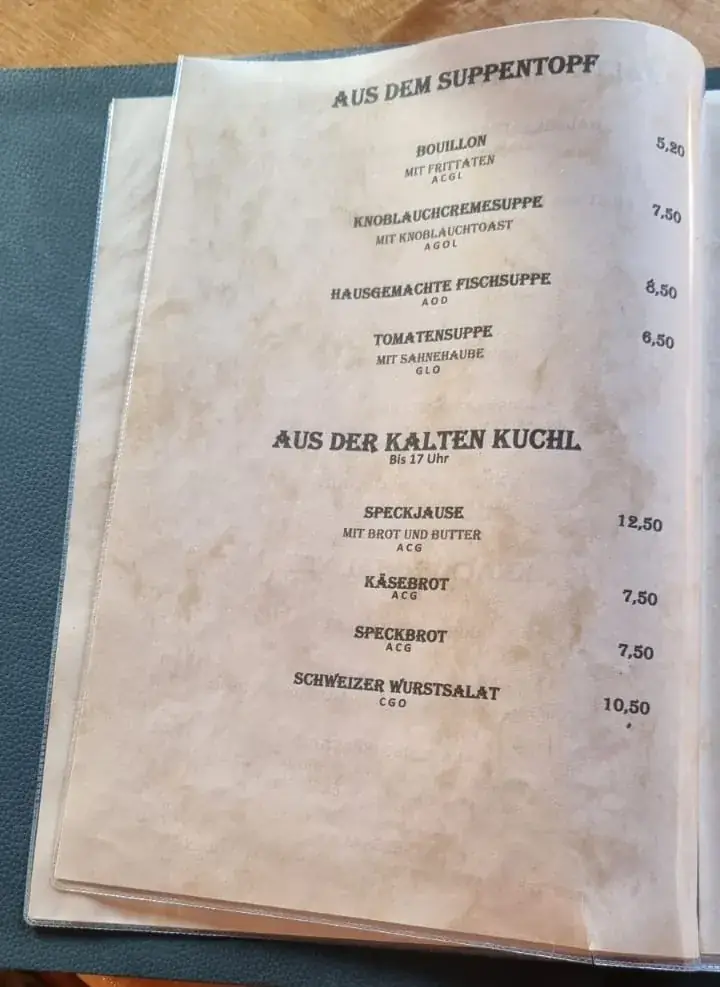 AUS DEM SUPPENTOPF
BOUILLON 5,20
MIT FRITTATEN
ACGL
KNOBLAUCHCREMESUPPE 7,50
MIT KNOBLAUCHTOAST
AGOL
HAUSGEMACHTE FISCHSUPPE 8,50
AOD
TOMATENSUPPE 6,50
MIT SAHNEHAUBE
GLO
AUS DER KALTEN KUCHL
Bis 17 Uhr
SPECKJAUSE 12,50
MIT BROT UND BUTTER
ACG
KÄSEBROT 7,50
ACG
SPECKBROT 7,50
ACG
SCHWEIZER WURSTSALAT 10,50
CGO